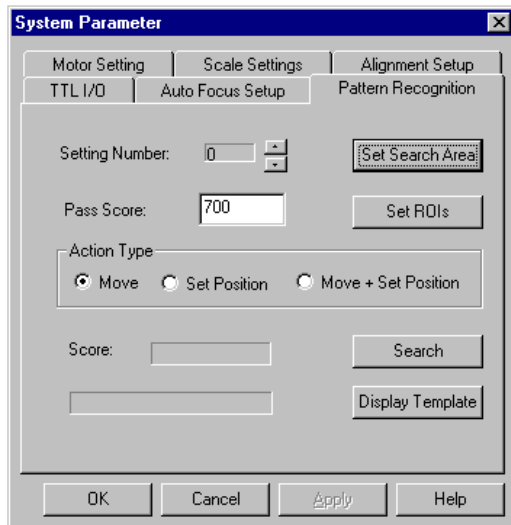 System Parameter
Motor Setting Scale Settings Alignment Setup
TTL I/O Auto Focus Setup Pattern Recognition
Setting Number: 0 Set Search Area
Pass Score: 700 Set ROIs
Action Type
Move Set Position Move + Set Position
Score: Search
Display Template
OK Cancel Apply Help